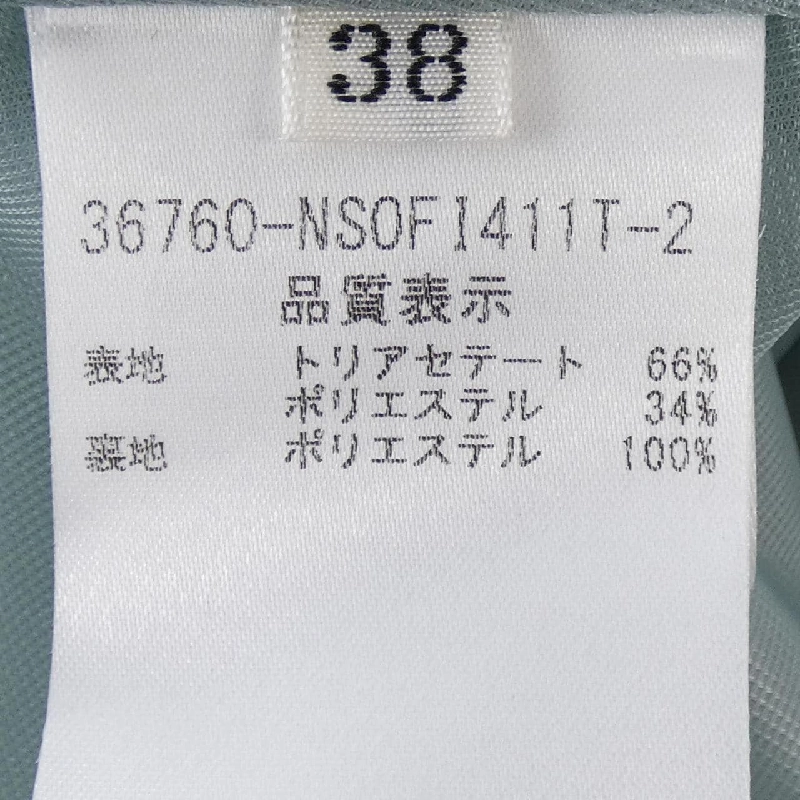 38
36760-NSOFI411T-2
品質表示
表地 トリアセテート 66%
ポリエステル 34%
裏地 ポリエステル 100%